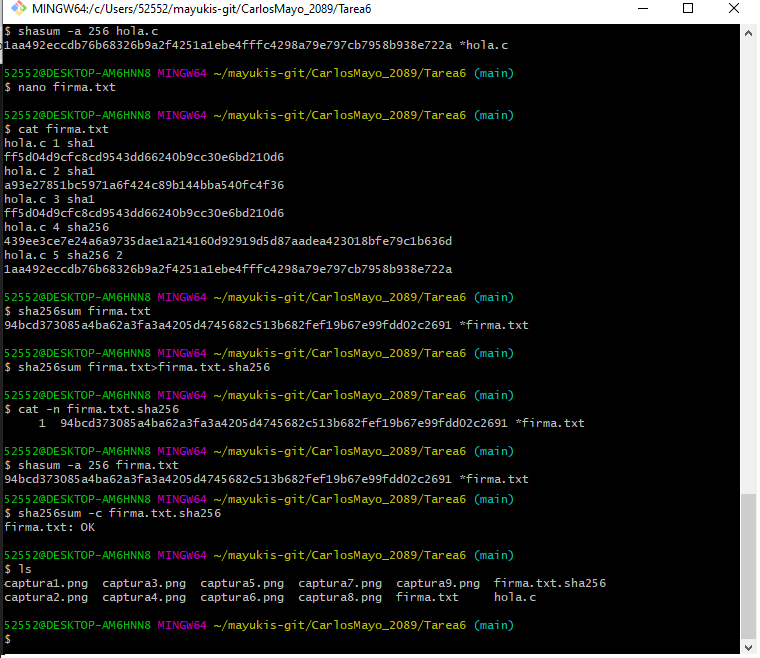 MINGW64:/c/Users/52552/mayukis-git/CarlosMayo_2089/Tarea6
$ shasum -a 256 hola.c
1aa492eccdb76b68326b9a2f4251a1ebe4fffc4298a79e797cb7958b938e722a *hola.c
52552@DESKTOP-AM6HNN8 MINGW64 ~/mayukis-git/CarlosMayo_2089/Tarea6 (main)
$ nano firma.txt
52552@DESKTOP-AM6HNN8 MINGW64 ~/mayukis-git/CarlosMayo_2089/Tarea6 (main)
$ cat firma.txt
hola.c 1 sha1
ff5d04d9cfc8cd9543dd66240b9cc30e6bd210d6
hola.c 2 sha1
a93e27851bc5971a6f424c89b144bba540fc4f36
hola.c 3 sha1
ff5d04d9cfc8cd9543dd66240b9cc30e6bd210d6
hola.c 4 sha256
439ee3ce7e24a6a9735dae1a214160d92919d5d87aadea423018bfe79c1b636d
hola.c 5 sha256 2
1aa492eccdb76b68326b9a2f4251a1ebe4fffc4298a79e797cb7958b938e722a
52552@DESKTOP-AM6HNN8 MINGW64 ~/mayukis-git/CarlosMayo_2089/Tarea6 (main)
$ sha256sum firma.txt
94bcd373085a4ba62a3fa3a4205d4745682c513b682fef19b67e99fdd02c2691 *firma.txt
52552@DESKTOP-AM6HNN8 MINGW64 ~/mayukis-git/CarlosMayo_2089/Tarea6 (main)
$ sha256sum firma.txt>firma.txt.sha256
52552@DESKTOP-AM6HNN8 MINGW64 ~/mayukis-git/CarlosMayo_2089/Tarea6 (main)
$ cat -n firma.txt.sha256
1 94bcd373085a4ba62a3fa3a4205d4745682c513b682fef19b67e99fdd02c2691 *firma.txt
52552@DESKTOP-AM6HNN8 MINGW64 ~/mayukis-git/CarlosMayo_2089/Tarea6 (main)
$ shasum -a 256 firma.txt
94bcd373085a4ba62a3fa3a4205d4745682c513b682fef19b67e99fdd02c2691 *firma.txt
52552@DESKTOP-AM6HNN8 MINGW64 ~/mayukis-git/CarlosMayo_2089/Tarea6 (main)
$ sha256sum -c firma.txt.sha256
firma.txt: OK
52552@DESKTOP-AM6HNN8 MINGW64 ~/mayukis-git/CarlosMayo_2089/Tarea6 (main)
$ ls
captura1.png captura3.png captura5.png captura7.png captura9.png firma.txt.sha256
captura2.png captura4.png captura6.png captura8.png firma.txt hola.c
52552@DESKTOP-AM6HNN8 MINGW64 ~/mayukis-git/CarlosMayo_2089/Tarea6 (main)
$